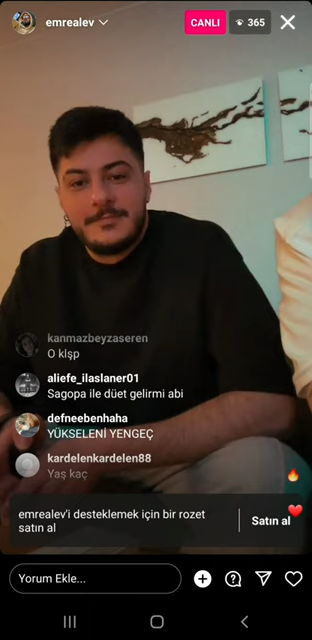 emrealev
CANLI
365
kanmazbeyzaseren
O klşp
aliefe_ilaslaner01
Sagopa ile düet gelirmi abi
defneebenhaha
YÜKSELENİ YENGEÇ
kardelenkardelen88
Yaş kaç
emrealev'i desteklemek için bir rozet
satın al
Satın al
Yorum Ekle...